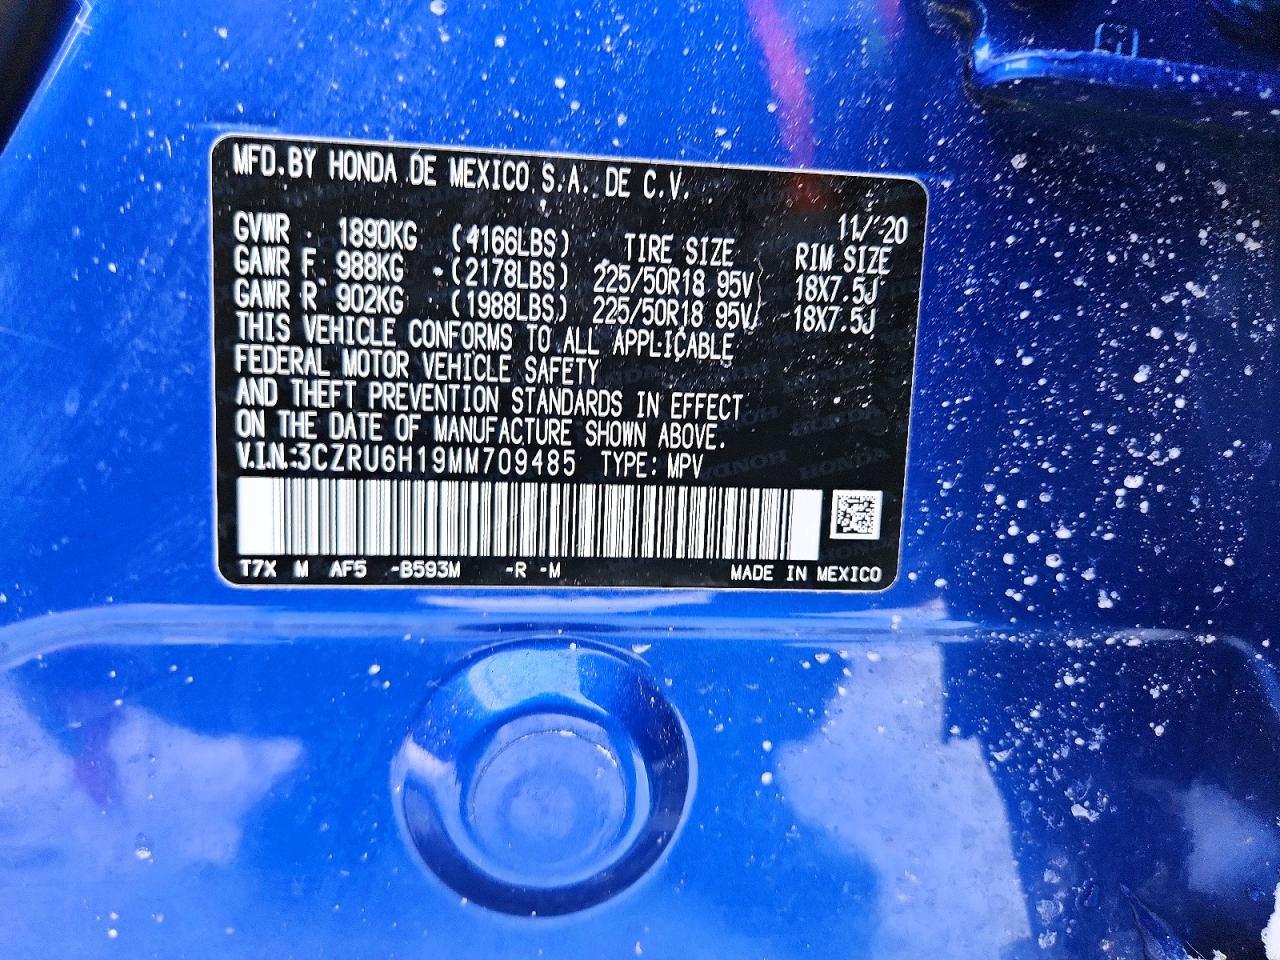 MFD.BY HONDA DE MEXICO S.A. DE C.V.
11/'20
GVWR 1890KG (4166LBS) TIRE SIZE RIM SIZE
GAWR F 988KG (2178LBS) 225/50R18 95V 18X7.5J
GAWR R 902KG (1988LBS) 225/50R18 95V 18X7.5J
THIS VEHICLE CONFORMS TO ALL APPLICABLE
FEDERAL MOTOR VEHICLE SAFETY
AND THEFT PREVENTION STANDARDS IN EFFECT
ON THE DATE OF MANUFACTURE SHOWN ABOVE.
V.I.N.:3CZRU6H19MM709485 TYPE: MPV
T7X M AF5 -B593M -R -M MADE IN MEXICO